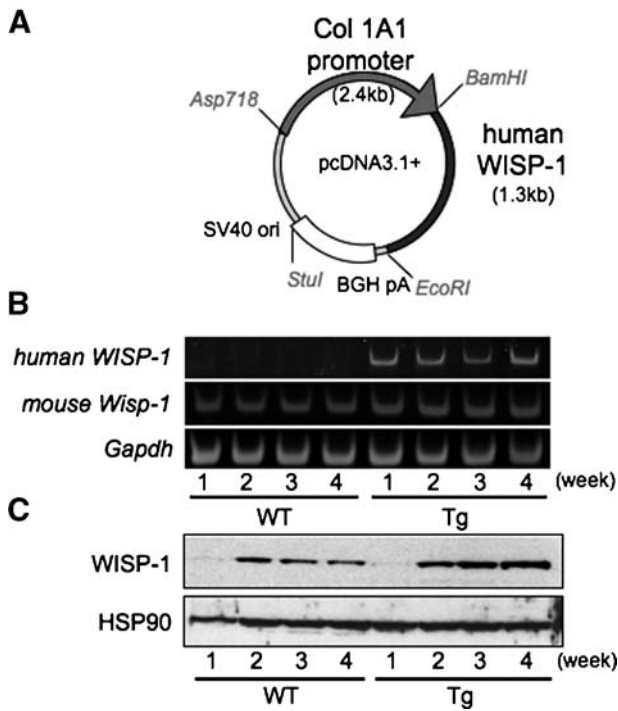 A
Col 1A1
promoter
(2.4kb)
Asp718
BamHI
pcDNA3.1+
human
WISP-1
(1.3kb)
SV40 ori
StuI
BGH pA
EcoRI
B
human WISP-1
mouse Wisp-1
Gapdh
1 2 3 4 1 2 3 4 (week)
WT Tg
C
WISP-1
HSP90
1 2 3 4 1 2 3 4 (week)
WT Tg